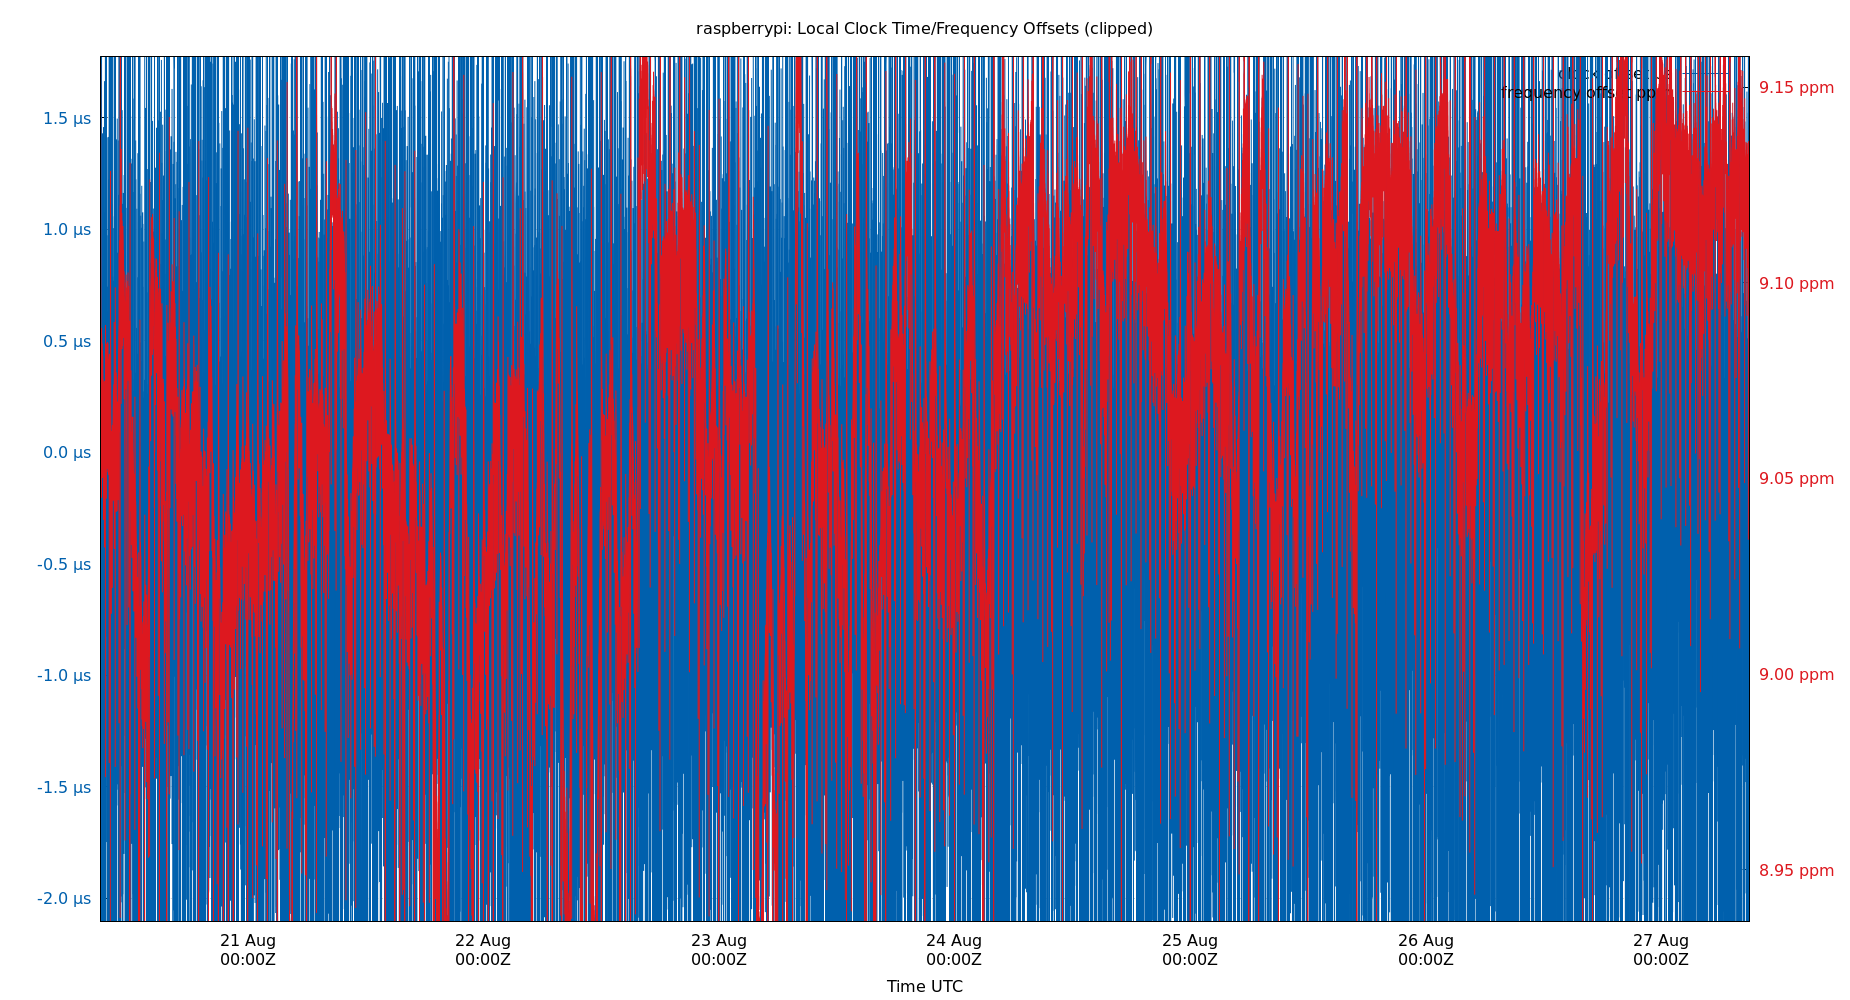 raspberrypi: Local Clock Time/Frequency Offsets (clipped)
frequency
9.15 ppm
1.5 µs
1.0 µs
9.10 ppm
0.5 µs
0.0 µs
9.05 ppm
-0.5 µs
-1.0 µs
9.00 ppm
-1.5 µs
8.95 ppm
-2.0 µs
21 Aug 22 Aug 23 Aug 24 Aug 25 Aug 26 Aug 27 Aug
00:00Z 00:00Z 00:00Z 00:00Z 00:00Z 00:00Z 00:00Z
Time UTC